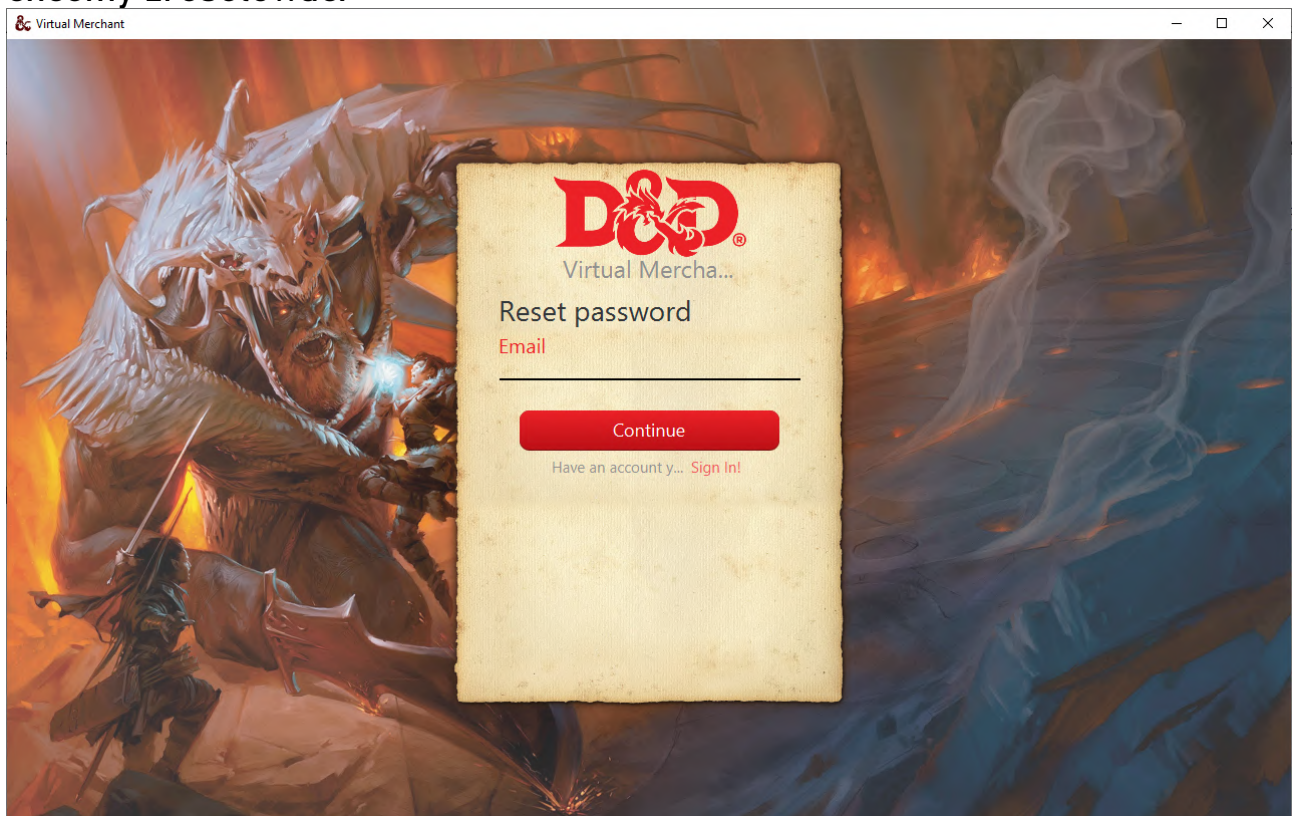 Virtual Merchant
D&D®
Virtual Mercha...
Reset password
Email
Continue
Have an account y... Sign In!